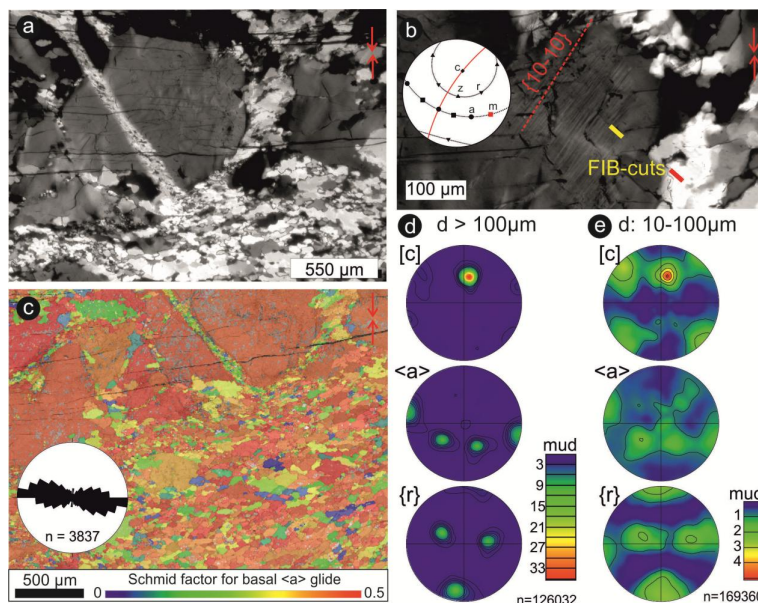 a
550 µm
b
{10-10}
c
z
r
a
m
FIB-cuts
100 µm
c
n = 3837
500 µm
Schmid factor for basal <a> glide
0
0.5
d d > 100µm
[c]
<a>
{r}
mud
3
9
15
21
27
33
n=126032
e d: 10-100µm
[c]
<a>
{r}
mud
1
2
3
4